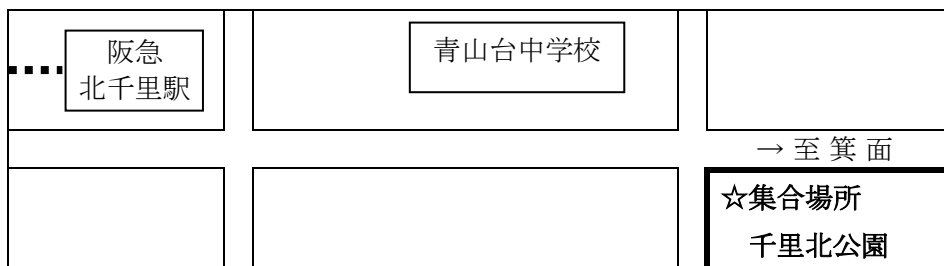 阪急
北千里駅
青山台中学校
→ 至 箕 面
☆集合場所
千里北公園